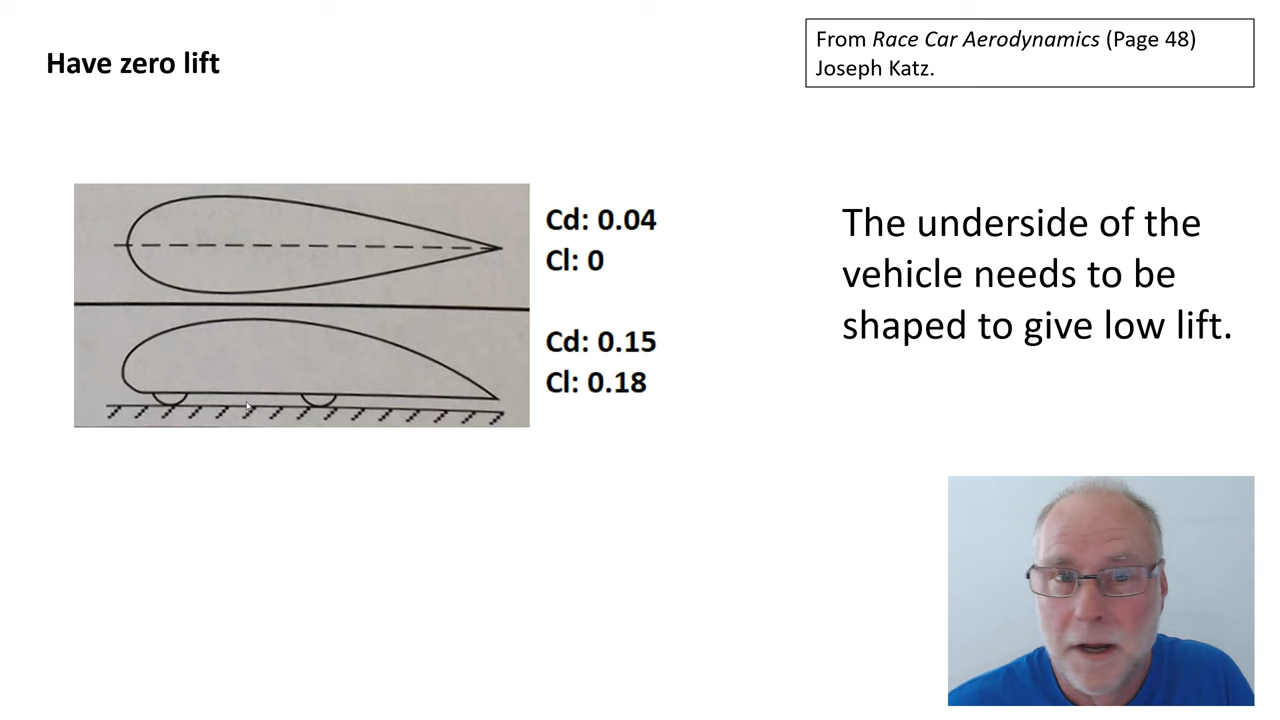 Have zero lift
From Race Car Aerodynamics (Page 48)
Joseph Katz.
Cd: 0.04
Cl: 0
Cd: 0.15
Cl: 0.18
The underside of the
vehicle needs to be
shaped to give low lift.